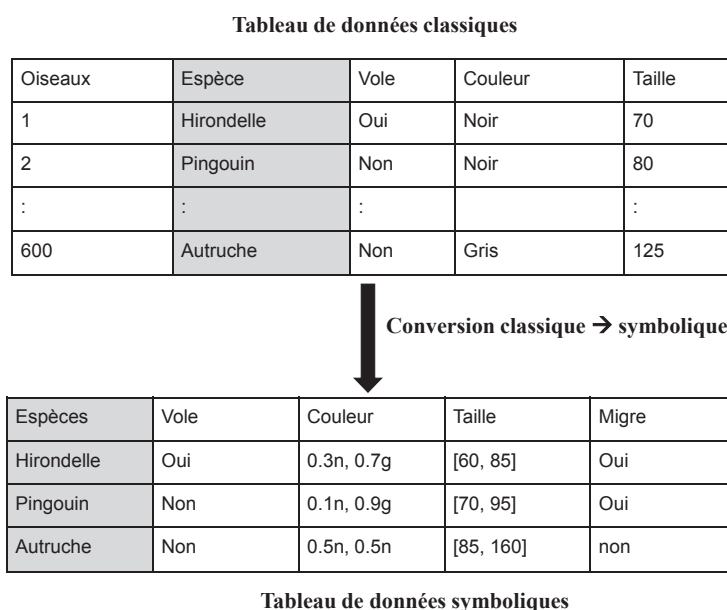 Tableau de données classiques
Oiseaux Espèce Vole Couleur Taille
1 Hirondelle Oui Noir 70
2 Pingouin Non Noir 80
: : : :
600 Autruche Non Gris 125
Conversion classique → symbolique
Espèces Vole Couleur Taille Migre
Hirondelle Oui 0.3n, 0.7g [60, 85] Oui
Pingouin Non 0.1n, 0.9g [70, 95] Oui
Autruche Non 0.5n, 0.5n [85, 160] non
Tableau de données symboliques